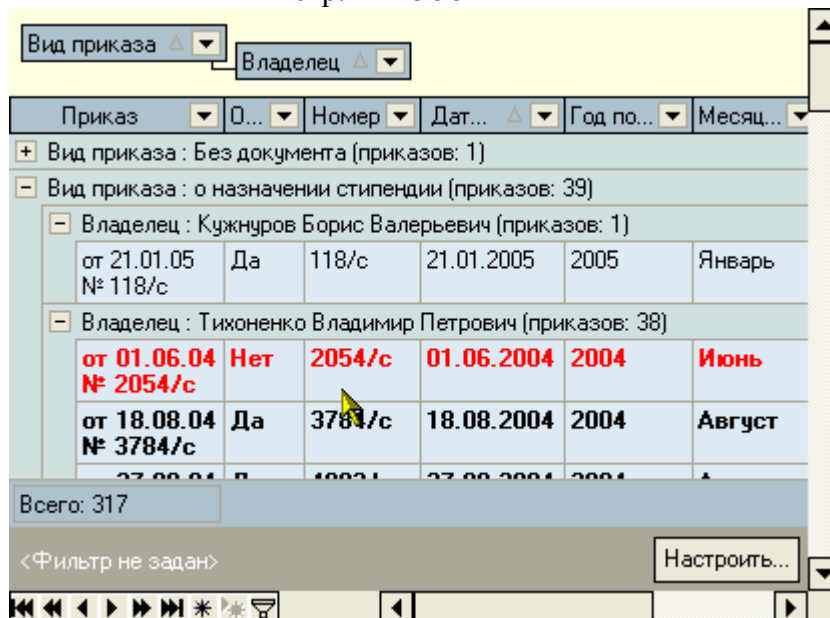 Вид приказа
Владелец
Приказ О... Номер Дат... Год по... Месяц...
Вид приказа : Без документа (приказов: 1)
Вид приказа : о назначении стипендии (приказов: 39)
Владелец : Кужнуров Борис Валерьевич (приказов: 1)
от 21.01.05 Да 118/с 21.01.2005 2005 Январь
№ 118/с
Владелец : Тихоненко Владимир Петрович (приказов: 38)
от 01.06.04 Нет 2054/с 01.06.2004 2004 Июнь
№ 2054/с
от 18.08.04 Да 3784/с 18.08.2004 2004 Август
№ 3784/с
Всего: 317
<Фильтр не задан> Настроить...